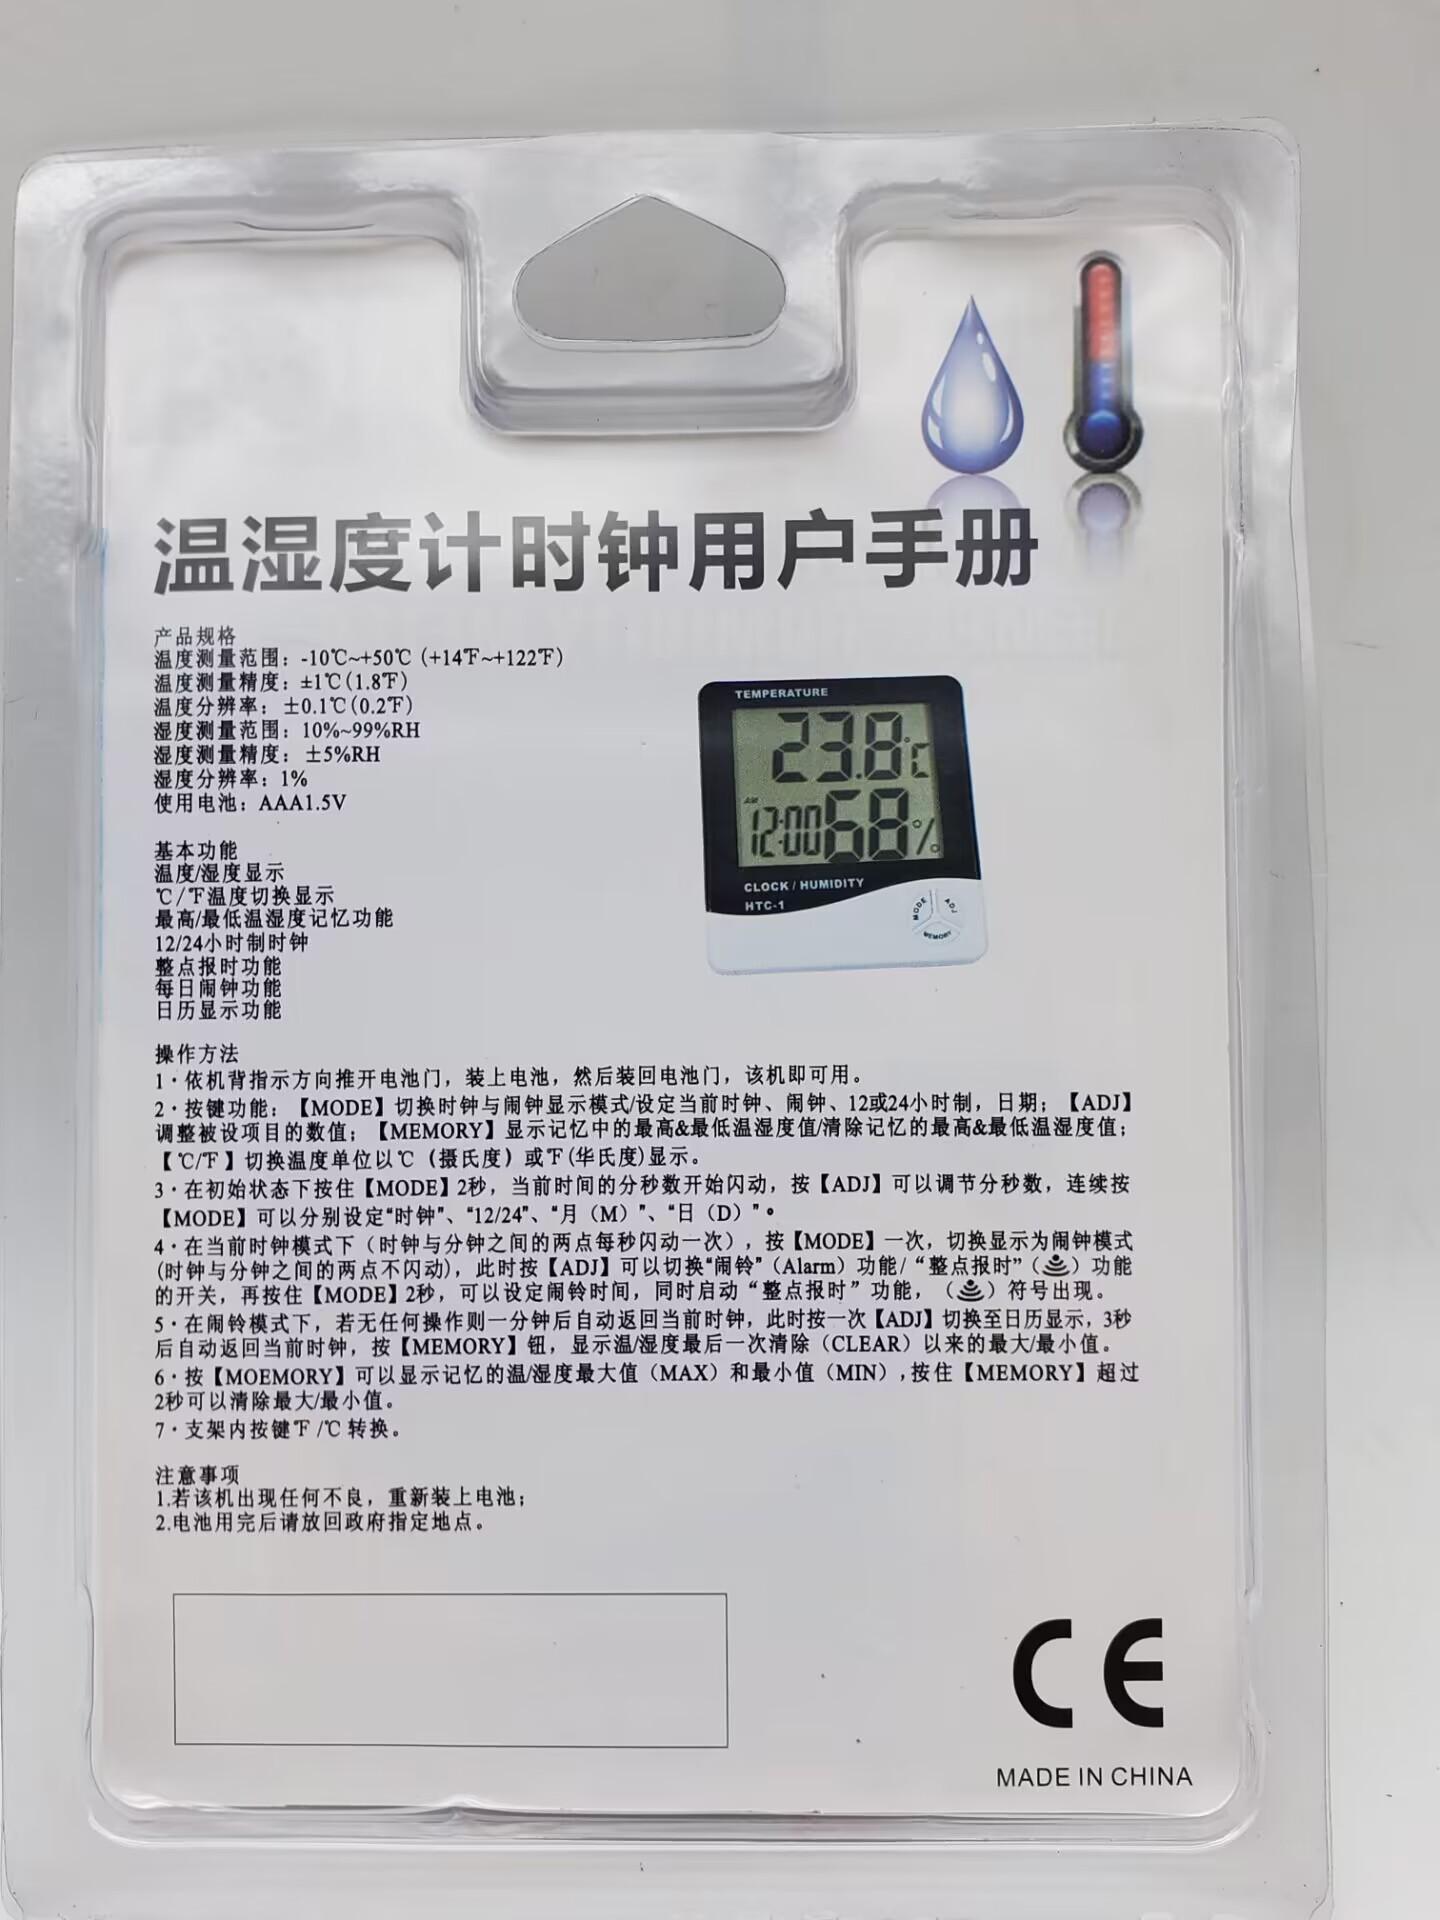 温湿度计时钟用户手册
产品规格
温度测量范围：-10℃~+50℃（+14℉~+122℉）
温度测量精度：±1℃(1.8℉)
温度分辨率：±0.1℃(0.2℉)
湿度测量范围：10%~99%RH
湿度测量精度：±5%RH
湿度分辨率：1%
使用电池：AAA1.5V
TEMPERATURE
23.8℃
AM
12:00 68%
CLOCK / HUMIDITY
HTC-1
MODE
ADJ
MEMORY
基本功能
温度/湿度显示
℃/℉温度切换显示
最高/最低温湿度记忆功能
12/24小时制时钟
整点报时功能
每日闹钟功能
日历显示功能
操作方法
1·依机背指示方向推开电池门，装上电池，然后装回电池门，该机即可用。
2·按键功能：【MODE】切换时钟与闹钟显示模式/设定当前时钟、闹钟、12或24小时制，日期；【ADJ】
调整被设项目的数值；【MEMORY】显示记忆中的最高&最低温湿度值/清除记忆的最高&最低温湿度值；
【℃/℉】切换温度单位以℃（摄氏度）或℉(华氏度)显示。
3·在初始状态下按住【MODE】2秒，当前时间的分秒数开始闪动，按【ADJ】可以调节分秒数，连续按
【MODE】可以分别设定“时钟”、“12/24”、“月（M）”、“日（D）”。
4·在当前时钟模式下（时钟与分钟之间的两点每秒闪动一次），按【MODE】一次，切换显示为闹钟模式
(时钟与分钟之间的两点不闪动)，此时按【ADJ】可以切换“闹铃”（Alarm）功能/“整点报时”（）功能
的开关，再按住【MODE】2秒，可以设定闹铃时间，同时启动“整点报时”功能，（）符号出现。
5·在闹铃模式下，若无任何操作则一分钟后自动返回当前时钟，此时按一次【ADJ】切换至日历显示，3秒
后自动返回当前时钟，按【MEMORY】钮，显示温/湿度最后一次清除（CLEAR）以来的最大/最小值。
6·按【MOEMORY】可以显示记忆的温/湿度最大值（MAX）和最小值（MIN）,按住【MEMORY】超过
2秒可以清除最大/最小值。
7·支架内按键℉/℃转换。
注意事项
1.若该机出现任何不良，重新装上电池；
2.电池用完后请放回政府指定地点。
CE
MADE IN CHINA